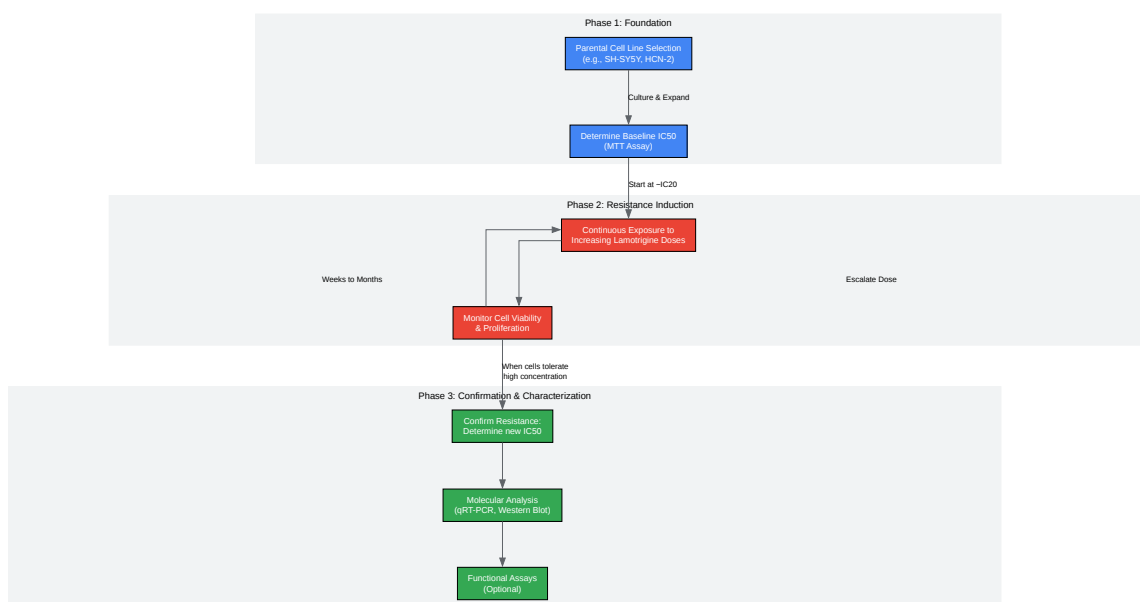 Phase 1: Foundation
Parental Cell Line Selection
(e.g., SH-SY5Y, HCN-2)
Culture & Expand
Determine Baseline IC50
(MTT Assay)
Start at ~IC20
Phase 2: Resistance Induction
Continuous Exposure to
Increasing Lamotrigine Doses
Weeks to Months
Escalate Dose
Monitor Cell Viability
& Proliferation
When cells tolerate
high concentration
Phase 3: Confirmation & Characterization
Confirm Resistance:
Determine new IC50
Molecular Analysis
(qRT-PCR, Western Blot)
Functional Assays
(Optional)